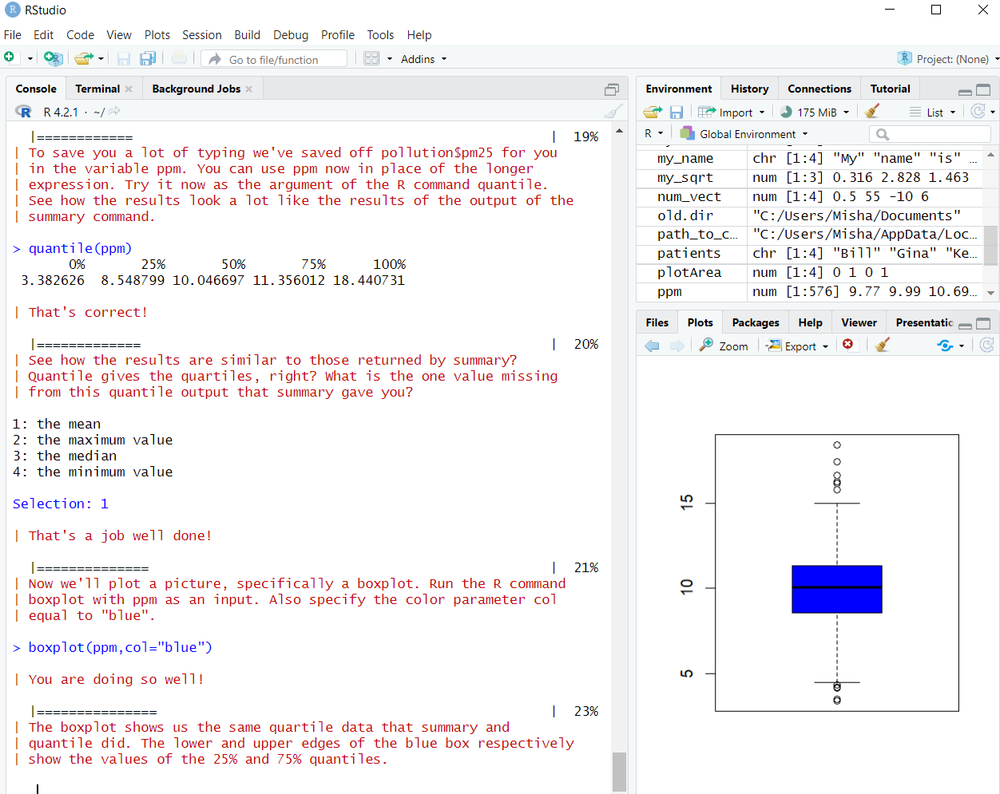 RStudio
File Edit Code View Plots Session Build Debug Profile Tools Help
Go to file/function
Addins
Project: (None)
Console Terminal Background Jobs
R 4.2.1 · ~/
|============ | 19%
| To save you a lot of typing we've saved off pollution$pm25 for you
| in the variable ppm. You can use ppm now in place of the longer
| expression. Try it now as the argument of the R command quantile.
| See how the results look a lot like the results of the output of the
| summary command.
> quantile(ppm)
0% 25% 50% 75% 100%
3.382626 8.548799 10.046697 11.356012 18.440731
| That's correct!
|============= | 20%
| See how the results are similar to those returned by summary?
| Quantile gives the quartiles, right? What is the one value missing
| from this quantile output that summary gave you?
1: the mean
2: the maximum value
3: the median
4: the minimum value
Selection: 1
| That's a job well done!
|============== | 21%
| Now we'll plot a picture, specifically a boxplot. Run the R command
| boxplot with ppm as an input. Also specify the color parameter col
| equal to "blue".
> boxplot(ppm,col="blue")
| You are doing so well!
|=============== | 23%
| The boxplot shows us the same quartile data that summary and
| quantile did. The lower and upper edges of the blue box respectively
| show the values of the 25% and 75% quantiles.
Environment History Connections Tutorial
Import 175 MiB List
R Global Environment
my_name chr [1:4] "My" "name" "is" …
my_sqrt num [1:3] 0.316 2.828 1.463
num_vect num [1:4] 0.5 55 -10 6
old.dir "C:/Users/Misha/Documents"
path_to_c… "C:/Users/Misha/AppData/Loc…
patients chr [1:4] "Bill" "Gina" "Ke…
plotArea num [1:4] 0 1 0 1
ppm num [1:576] 9.77 9.99 10.69…
Files Plots Packages Help Viewer Presentatic
Zoom Export
15
10
5